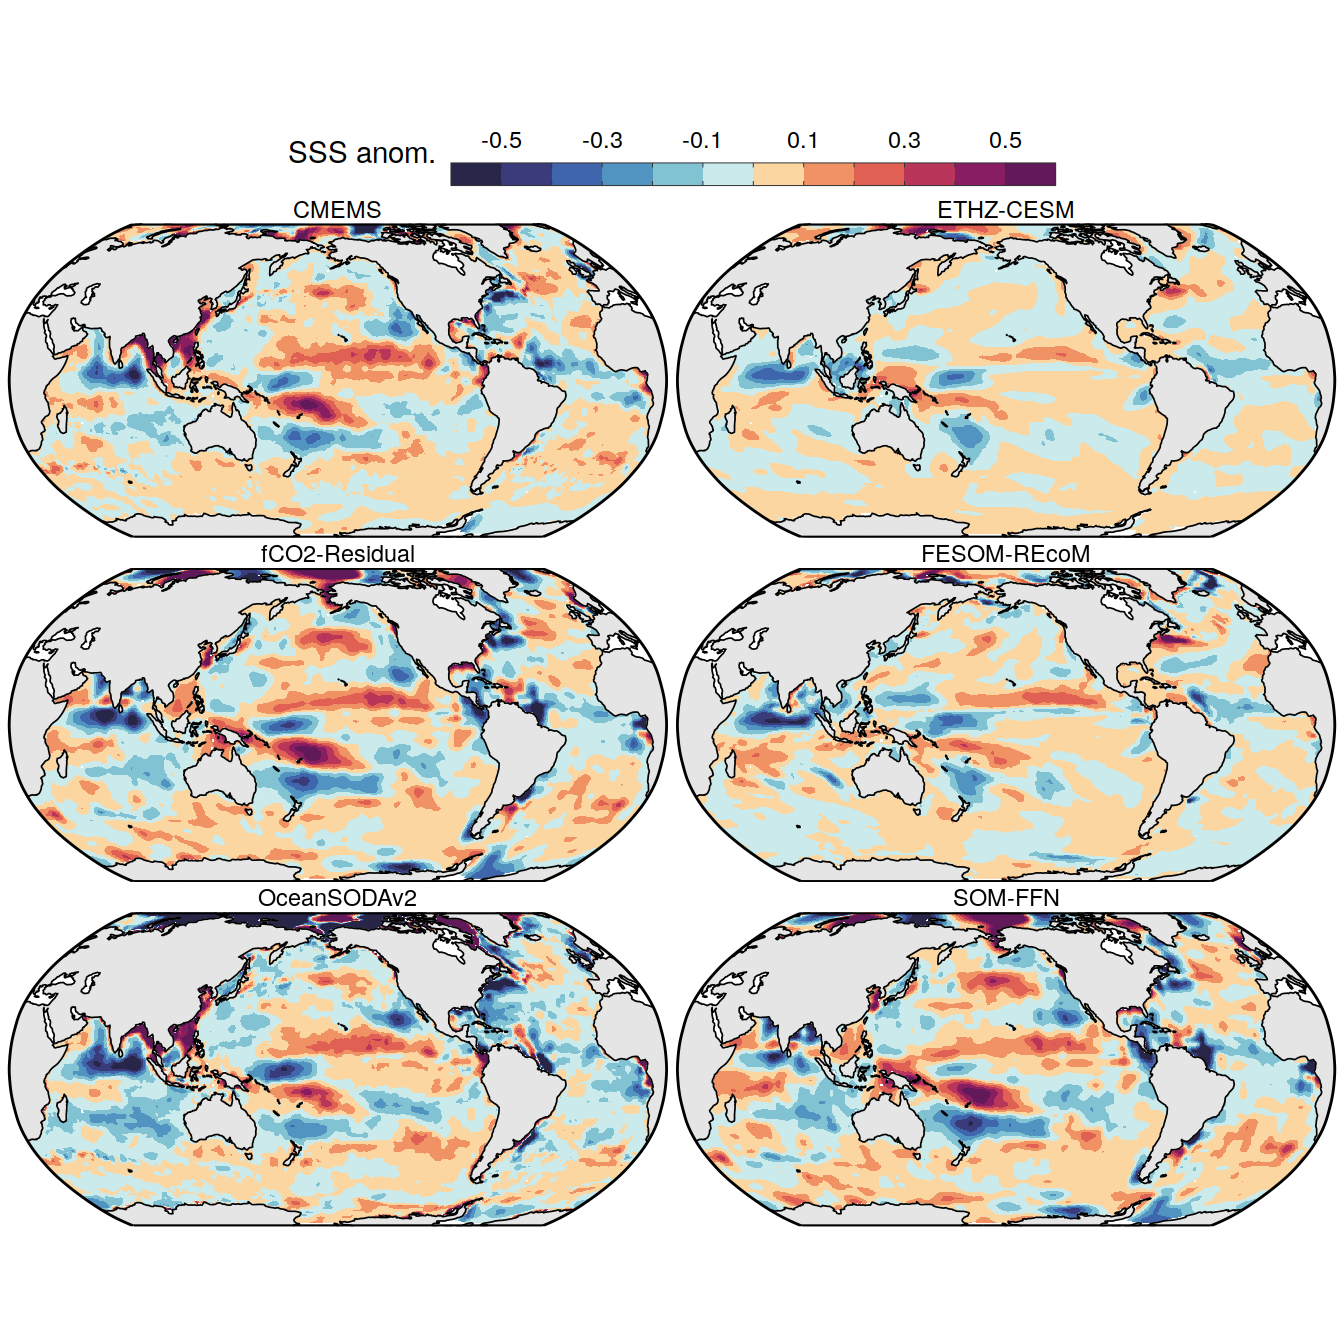 SSS anom.
-0.5 -0.3 -0.1 0.1 0.3 0.5
CMEMS
ETHZ-CESM
fCO2-Residual
FESOM-REcoM
OceanSODAv2
SOM-FFN